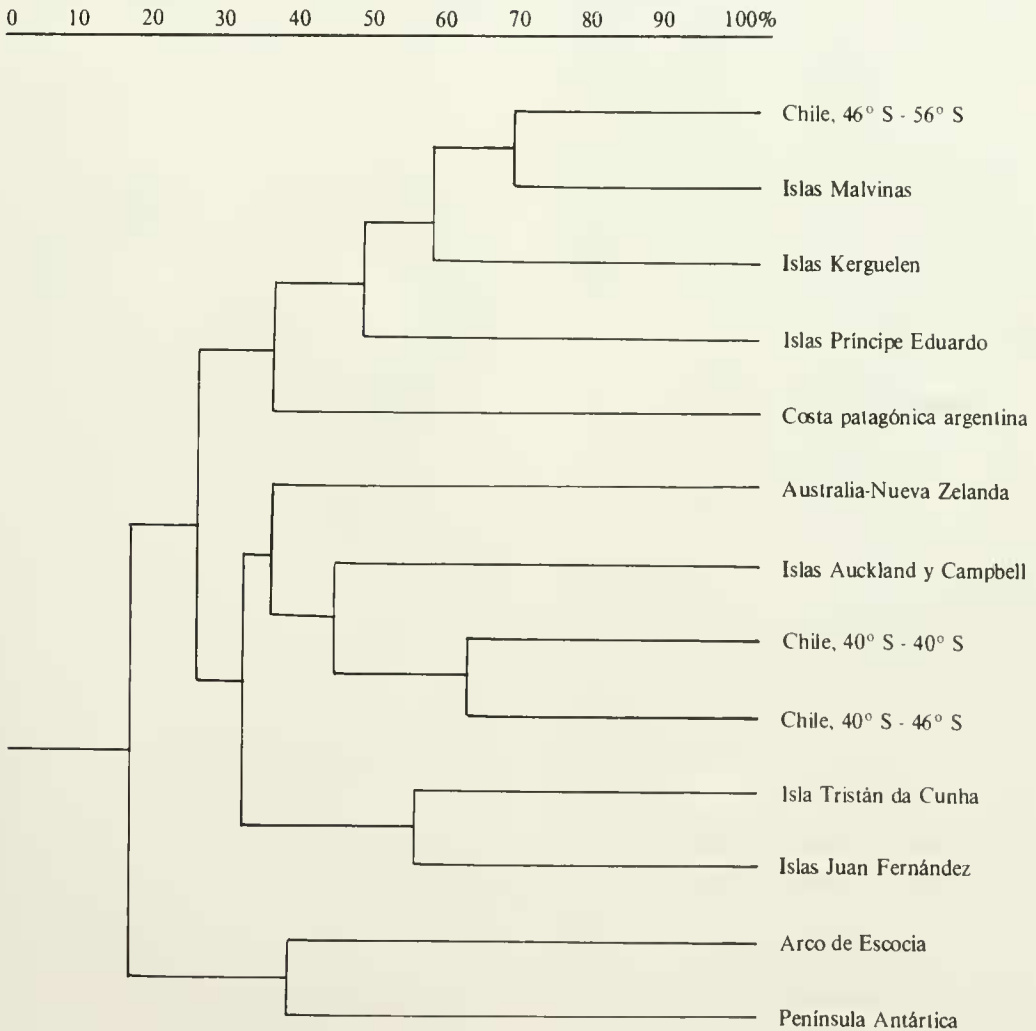 0 10 20 30 40 50 60 70 80 90 100%
Chile, 46° S - 56° S
Islas Malvinas
Islas Kerguelen
Islas Príncipe Eduardo
Costa patagónica argentina
Australia-Nueva Zelanda
Islas Auckland y Campbell
Chile, 40° S - 40° S
Chile, 40° S - 46° S
Isla Tristán da Cunha
Islas Juan Fernández
Arco de Escocia
Península Antártica